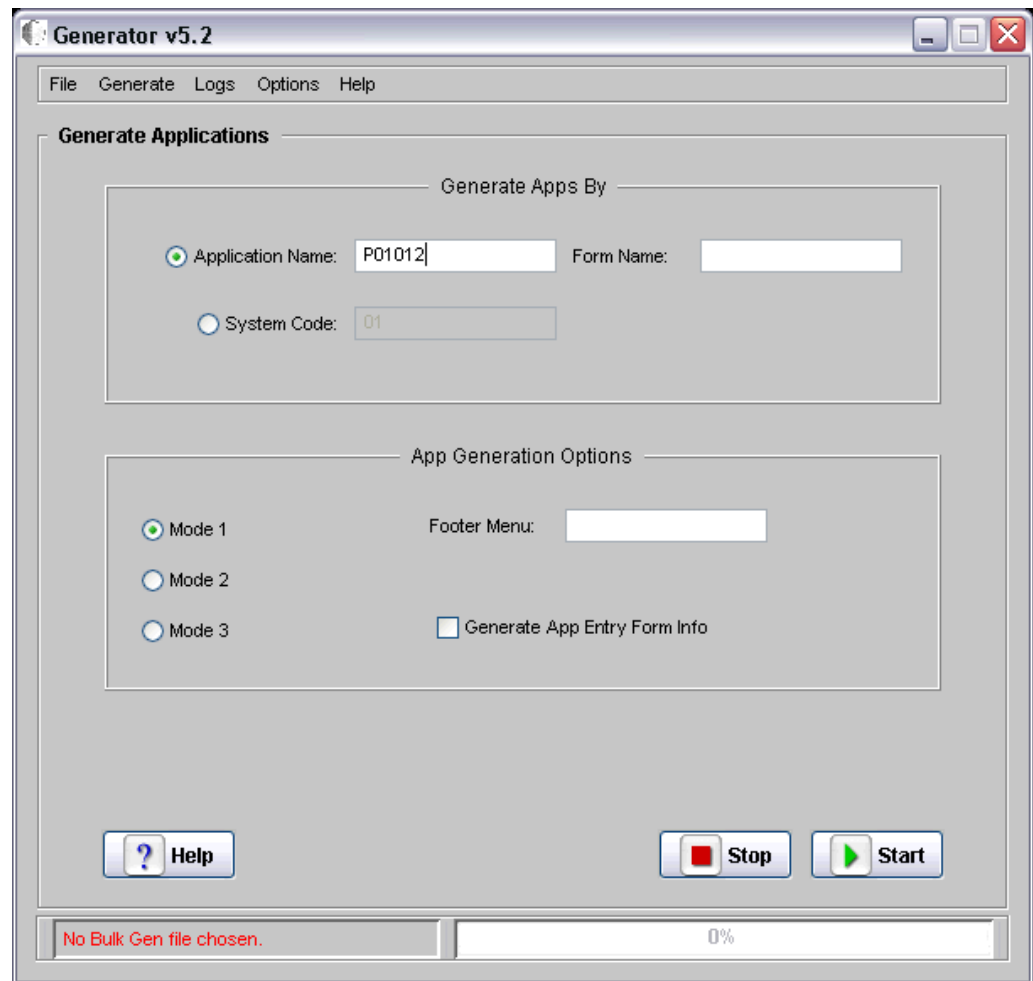 Generator v5.2
File Generate Logs Options Help
Generate Applications
Generate Apps By
Application Name: P01012 Form Name:
System Code: 01
App Generation Options
Mode 1 Footer Menu:
Mode 2
Mode 3 Generate App Entry Form Info
? Help Stop Start
No Bulk Gen file chosen. 0%